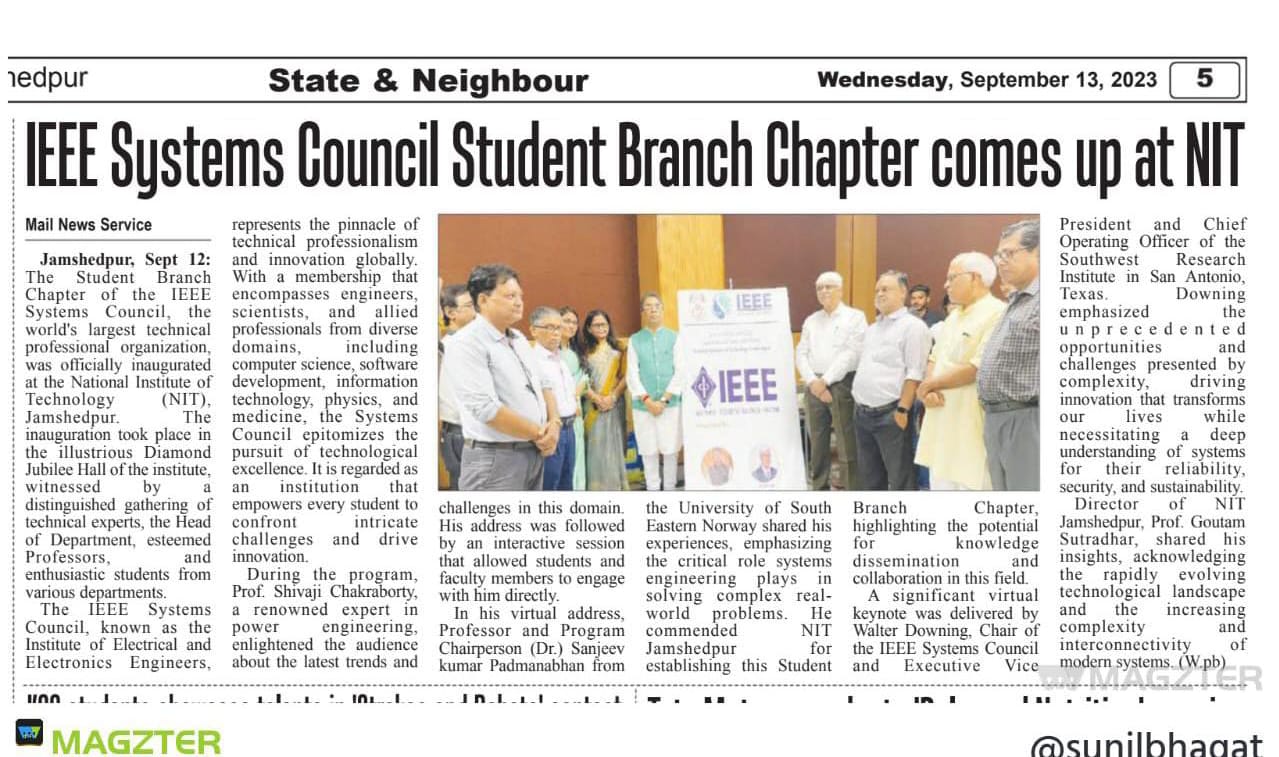 hedpur
State & Neighbour
Wednesday, September 13, 2023
5
IEEE Systems Council Student Branch Chapter comes up at NIT
Mail News Service
Jamshedpur, Sept 12:
The Student Branch
Chapter of the IEEE
Systems Council, the
world's largest technical
professional organization,
was officially inaugurated
at the National Institute of
Technology (NIT),
Jamshedpur. The
inauguration took place in
the illustrious Diamond
Jubilee Hall of the institute,
witnessed by a
distinguished gathering of
technical experts, the Head
of Department, esteemed
Professors, and
enthusiastic students from
various departments.
The IEEE Systems
Council, known as the
Institute of Electrical and
Electronics Engineers,
represents the pinnacle of
technical professionalism
and innovation globally.
With a membership that
encompasses engineers,
scientists, and allied
professionals from diverse
domains, including
computer science, software
development, information
technology, physics, and
medicine, the Systems
Council epitomizes the
pursuit of technological
excellence. It is regarded as
an institution that
empowers every student to
confront intricate
challenges and drive
innovation.
During the program,
Prof. Shivaji Chakraborty,
a renowned expert in
power engineering,
enlightened the audience
about the latest trends and
IEEE
IEEE
challenges in this domain.
His address was followed
by an interactive session
that allowed students and
faculty members to engage
with him directly.
In his virtual address,
Professor and Program
Chairperson (Dr.) Sanjeev
kumar Padmanabhan from
the University of South
Eastern Norway shared his
experiences, emphasizing
the critical role systems
engineering plays in
solving complex real-
world problems. He
commended NIT
Jamshedpur for
establishing this Student
Branch Chapter,
highlighting the potential
for knowledge
dissemination and
collaboration in this field.
A significant virtual
keynote was delivered by
Walter Downing, Chair of
the IEEE Systems Council
and Executive Vice
President and Chief
Operating Officer of the
Southwest Research
Institute in San Antonio,
Texas. Downing
emphasized the
unprecedented
opportunities and
challenges presented by
complexity, driving
innovation that transforms
our lives while
necessitating a deep
understanding of systems
for their reliability,
security, and sustainability.
Director of NIT
Jamshedpur, Prof. Goutam
Sutradhar, shared his
insights, acknowledging
the rapidly evolving
technological landscape
and the increasing
complexity and
interconnectivity of
modern systems. (W.pb)
MAGZTER
MAGZTER
@sunilbhagat